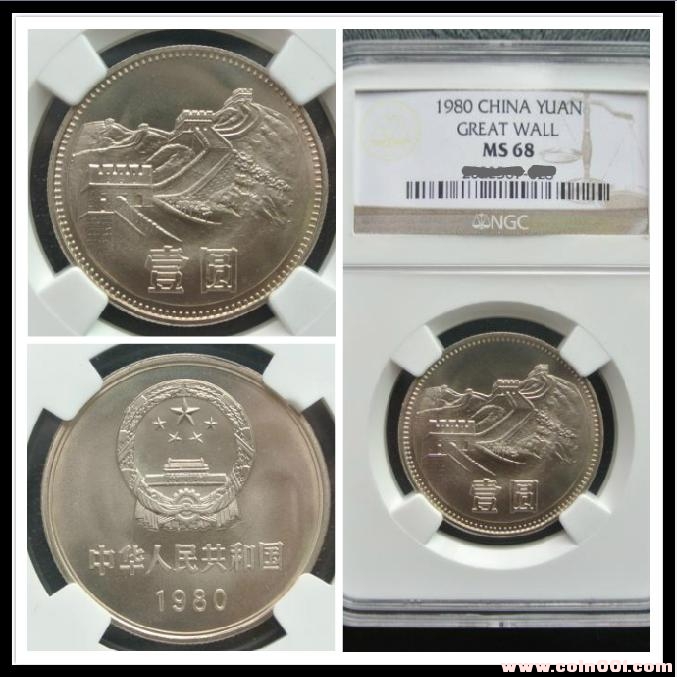 壹圆
中华人民共和国
1980
1980 CHINA YUAN
GREAT WALL
MS 68
NGC
壹圆
www.coin001.com